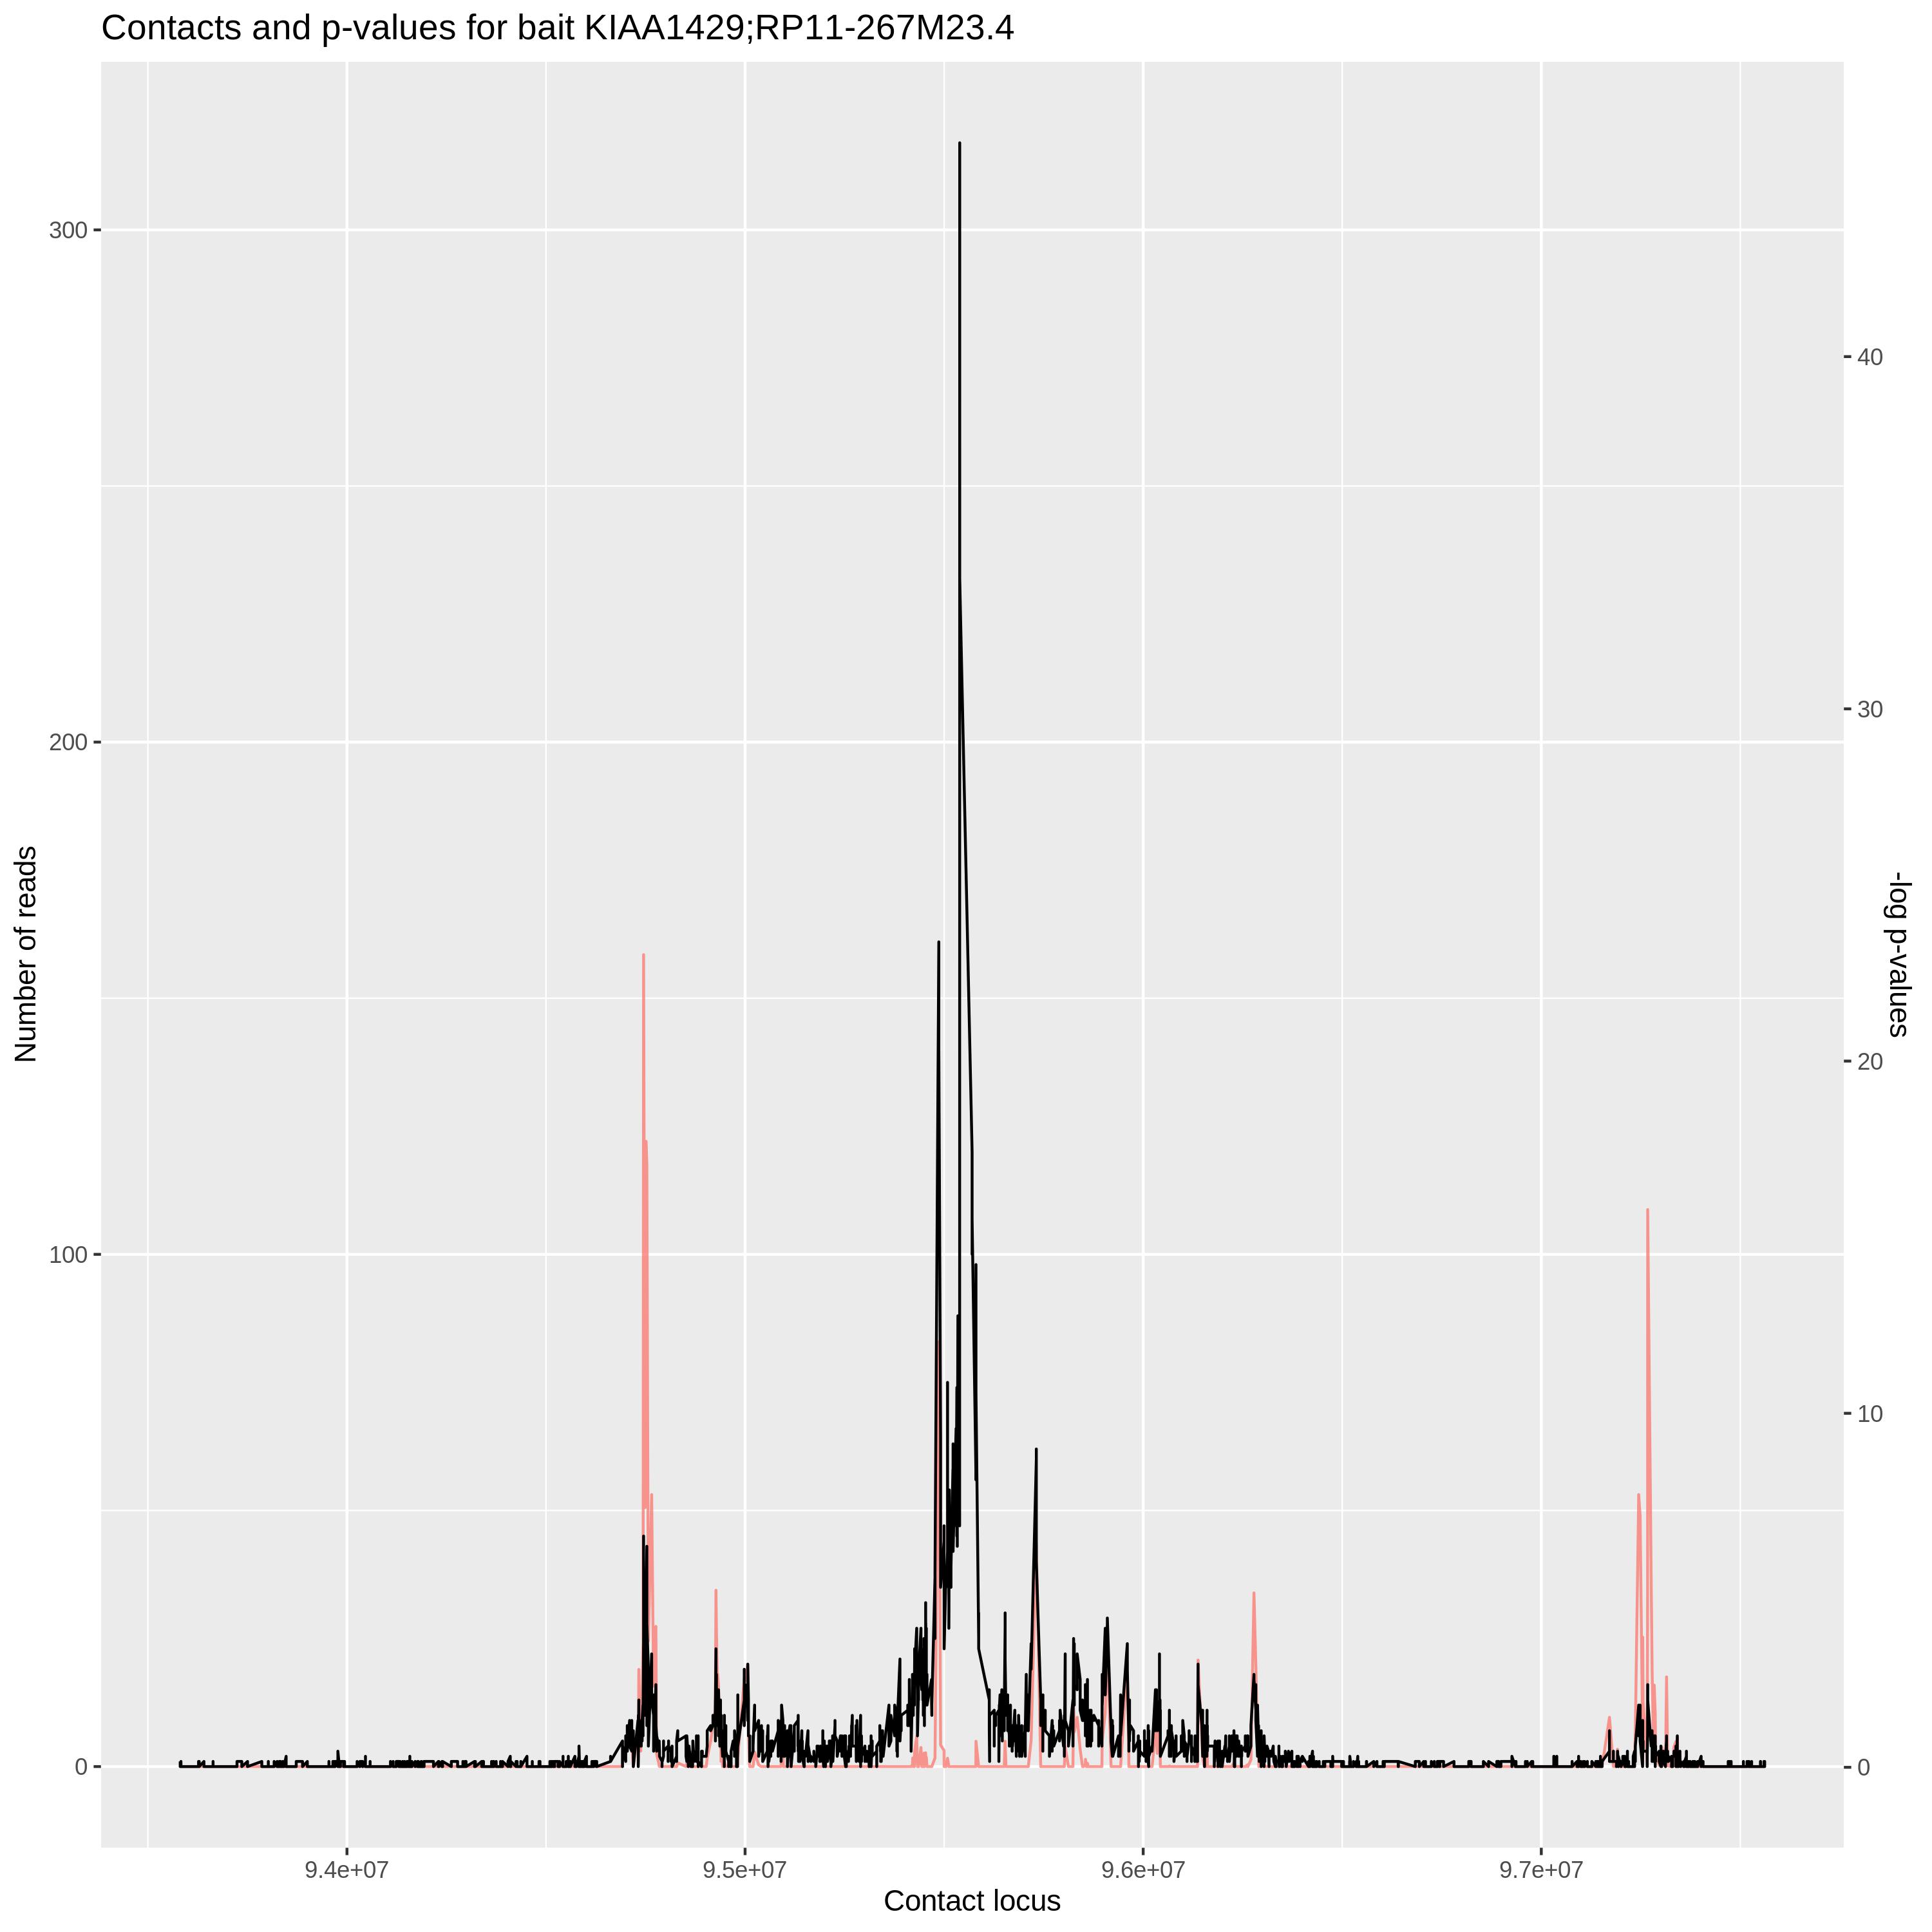 Contacts and p-values for bait KIAA1429;RP11-267M23.4
300
200
100
0
Number of reads
40
30
20
10
0
-log p-values
9.4e+07 9.5e+07 9.6e+07 9.7e+07
Contact locus